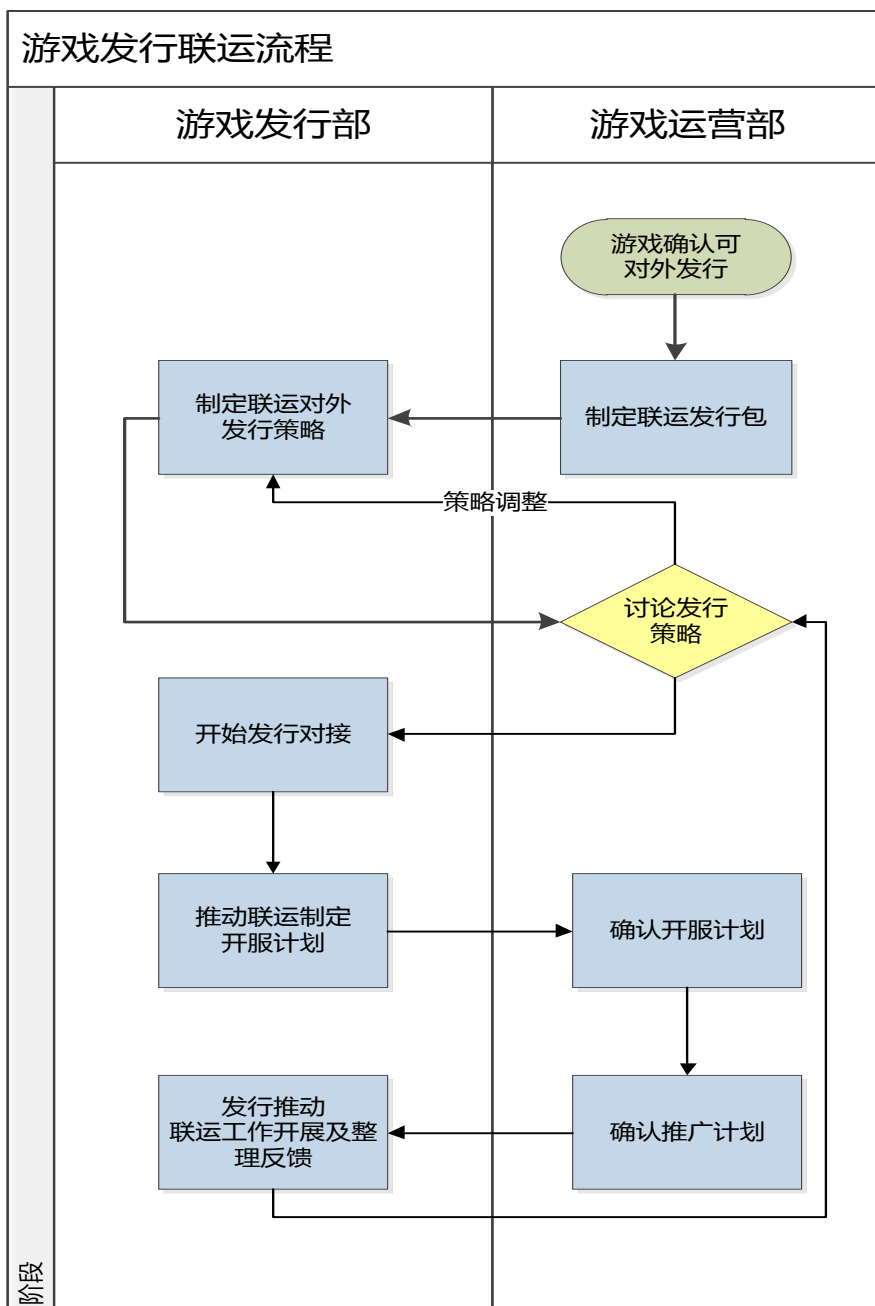 游戏发行联运流程
游戏发行部
游戏运营部
游戏确认可
对外发行
制定联运对外
发行策略
制定联运发行包
策略调整
讨论发行
策略
开始发行对接
推动联运制定
开服计划
确认开服计划
发行推动
联运工作开展及整
理反馈
确认推广计划
阶段